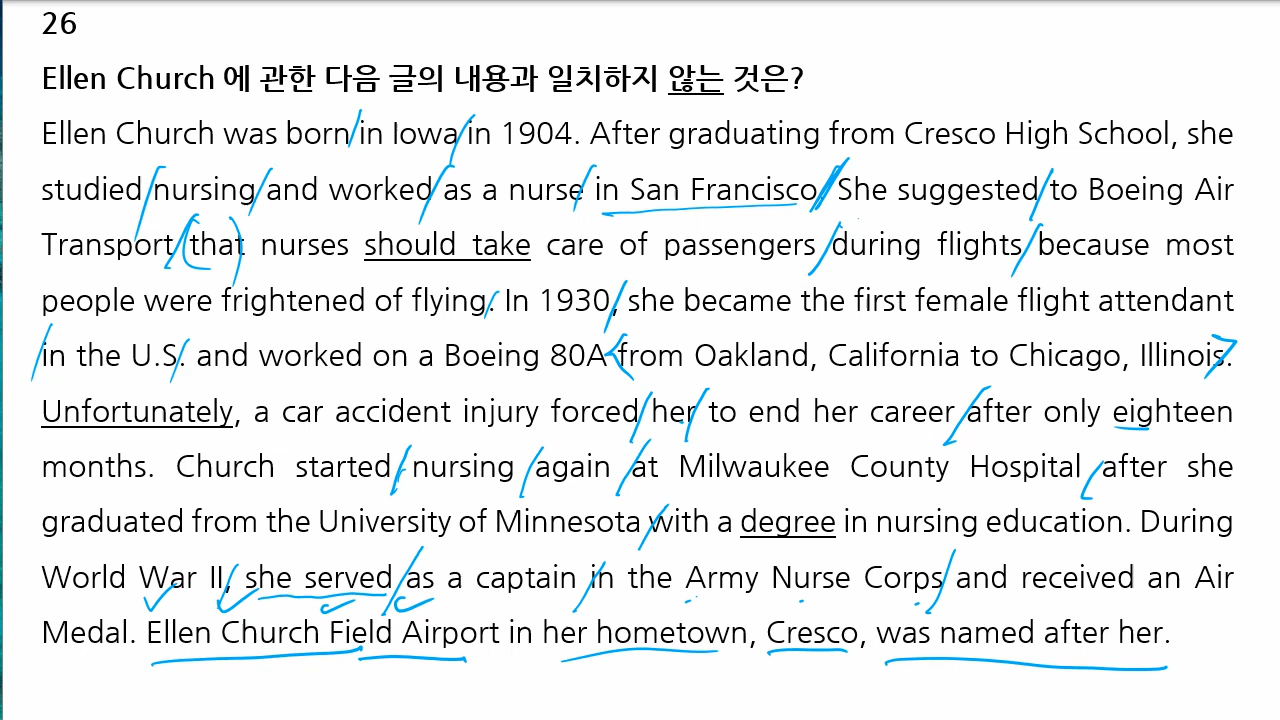 26
Ellen Church 에 관한 다음 글의 내용과 일치하지 않는 것은?
Ellen Church was born in Iowa in 1904. After graduating from Cresco High School, she
studied nursing and worked as a nurse in San Francisco. She suggested to Boeing Air
Transport that nurses should take care of passengers during flights because most
people were frightened of flying. In 1930, she became the first female flight attendant
in the U.S. and worked on a Boeing 80A from Oakland, California to Chicago, Illinois.
Unfortunately, a car accident injury forced her to end her career after only eighteen
months. Church started nursing again at Milwaukee County Hospital after she
graduated from the University of Minnesota with a degree in nursing education. During
World War II, she served as a captain in the Army Nurse Corps and received an Air
Medal. Ellen Church Field Airport in her hometown, Cresco, was named after her.